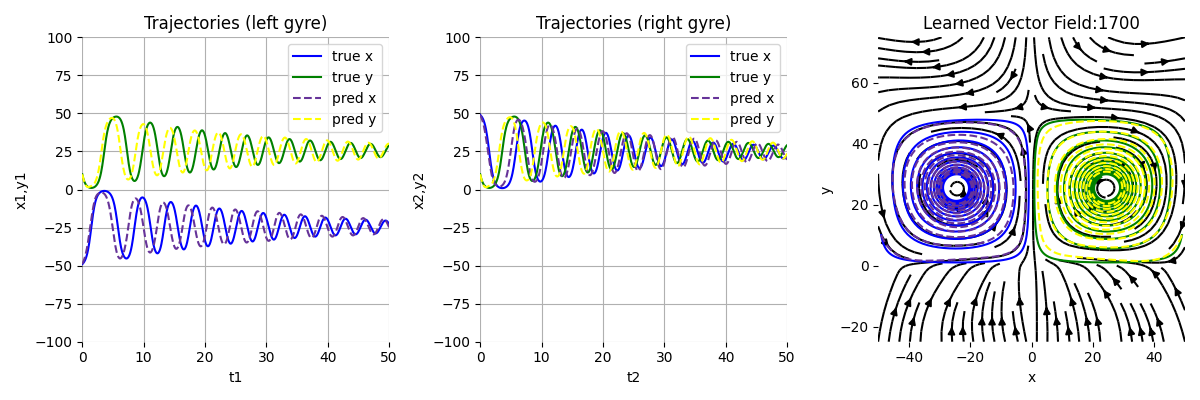 Trajectories (left gyre)
100
75
50
25
0
−25
−50
−75
−100
0
10
20
30
40
50
x1,y1
t1
true x
true y
pred x
pred y
Trajectories (right gyre)
100
75
50
25
0
−25
−50
−75
−100
0
10
20
30
40
50
x2,y2
t2
true x
true y
pred x
pred y
Learned Vector Field:1700
60
40
20
0
−20
−40
−20
0
20
40
y
x